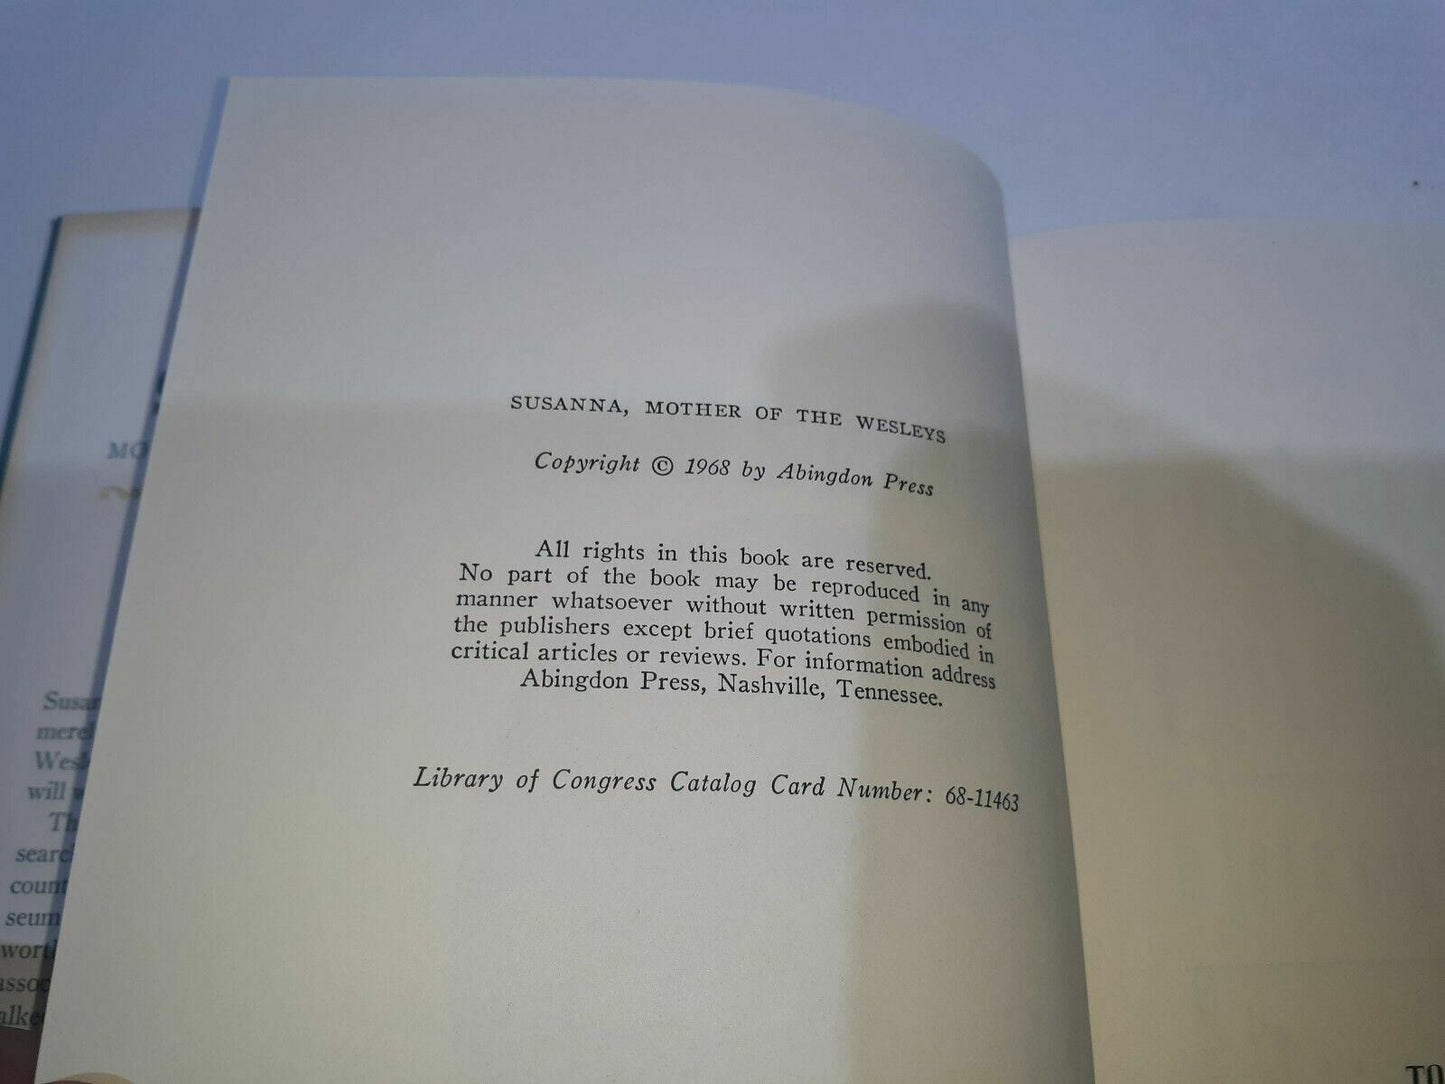 SUSANNA, MOTHER OF THE WESLEYS
Copyright © 1968 by Abingdon Press
All rights in this book are reserved.
No part of the book may be reproduced in any
manner whatsoever without written permission of
the publishers except brief quotations embodied in
critical articles or reviews. For information address
Abingdon Press, Nashville, Tennessee.
Library of Congress Catalog Card Number: 68-11463
TO